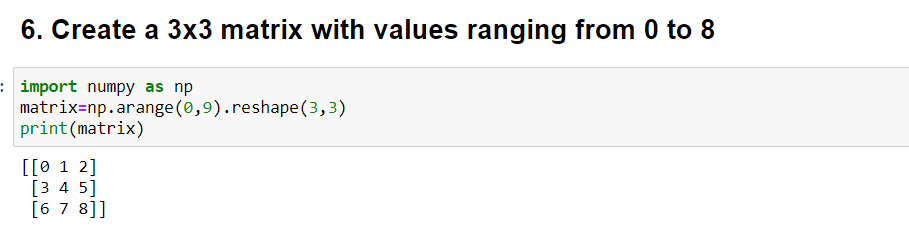 6. Create a 3x3 matrix with values ranging from 0 to 8
:
import numpy as np
matrix=np.arange(0,9).reshape(3,3)
print(matrix)
[[0 1 2]
 [3 4 5]
 [6 7 8]]